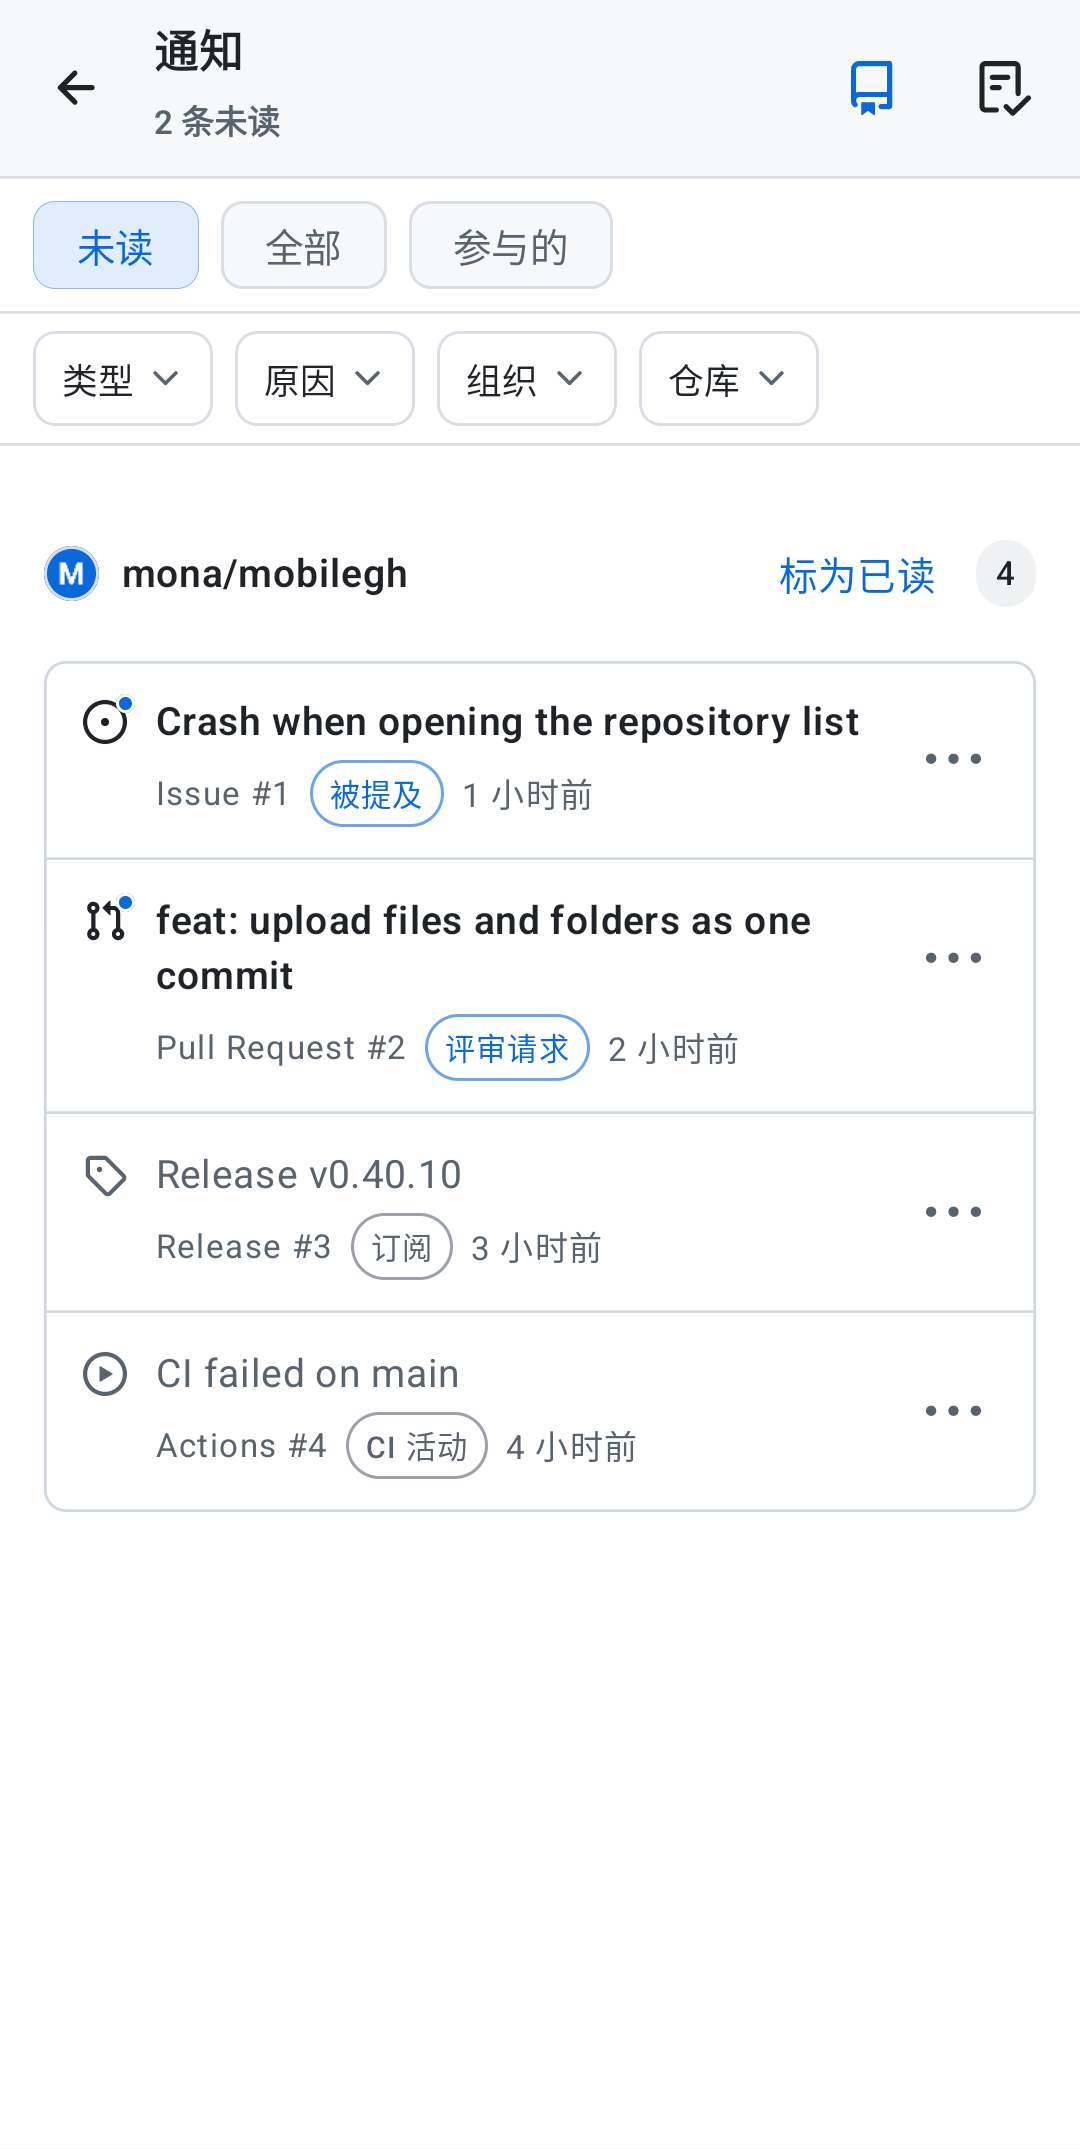 通知
2 条未读
未读 全部 参与的
类型 原因 组织 仓库
M mona/mobilegh 标为已读 4
Crash when opening the repository list
Issue #1 被提及 1 小时前
feat: upload files and folders as one
commit
Pull Request #2 评审请求 2 小时前
Release v0.40.10
Release #3 订阅 3 小时前
CI failed on main
Actions #4 CI 活动 4 小时前